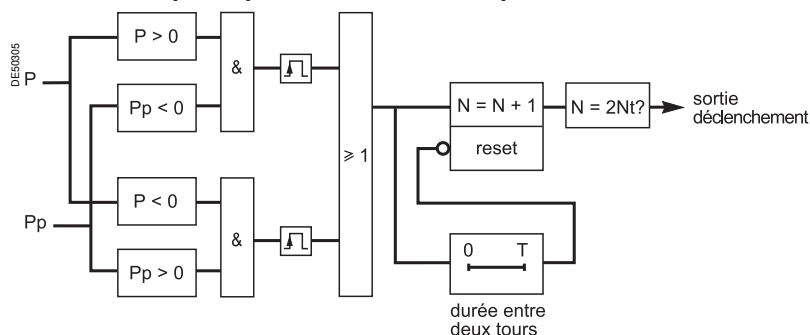 DE50305
P
Pp
P > 0
Pp < 0
&
P < 0
Pp > 0
&
⩾ 1
N = N + 1
reset
N = 2Nt?
sortie
déclenchement
0 T
durée entre
deux tours